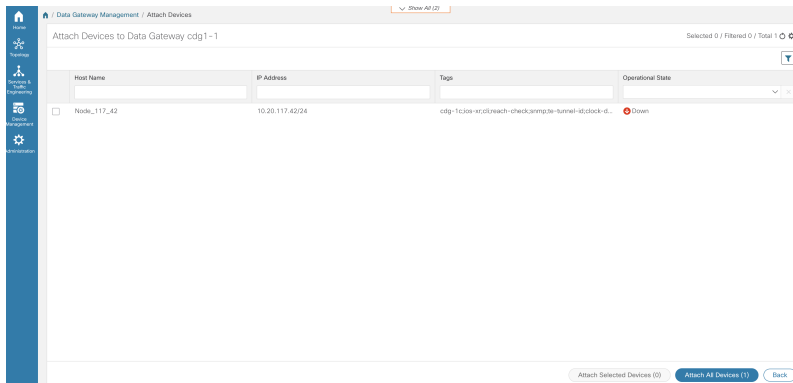 Show All (2)
/ Data Gateway Management / Attach Devices
Home
Topology
Services & Traffic Engineering
Device Management
Administration
Attach Devices to Data Gateway cdg1-1
Selected 0 / Filtered 0 / Total 1
Host Name IP Address Tags Operational State
Node_117_42 10.20.117.42/24 cdg-1c;ios-xr;cli;reach-check;snmp;te-tunnel-id;clock-d... Down
Attach Selected Devices (0) Attach All Devices (1) Back